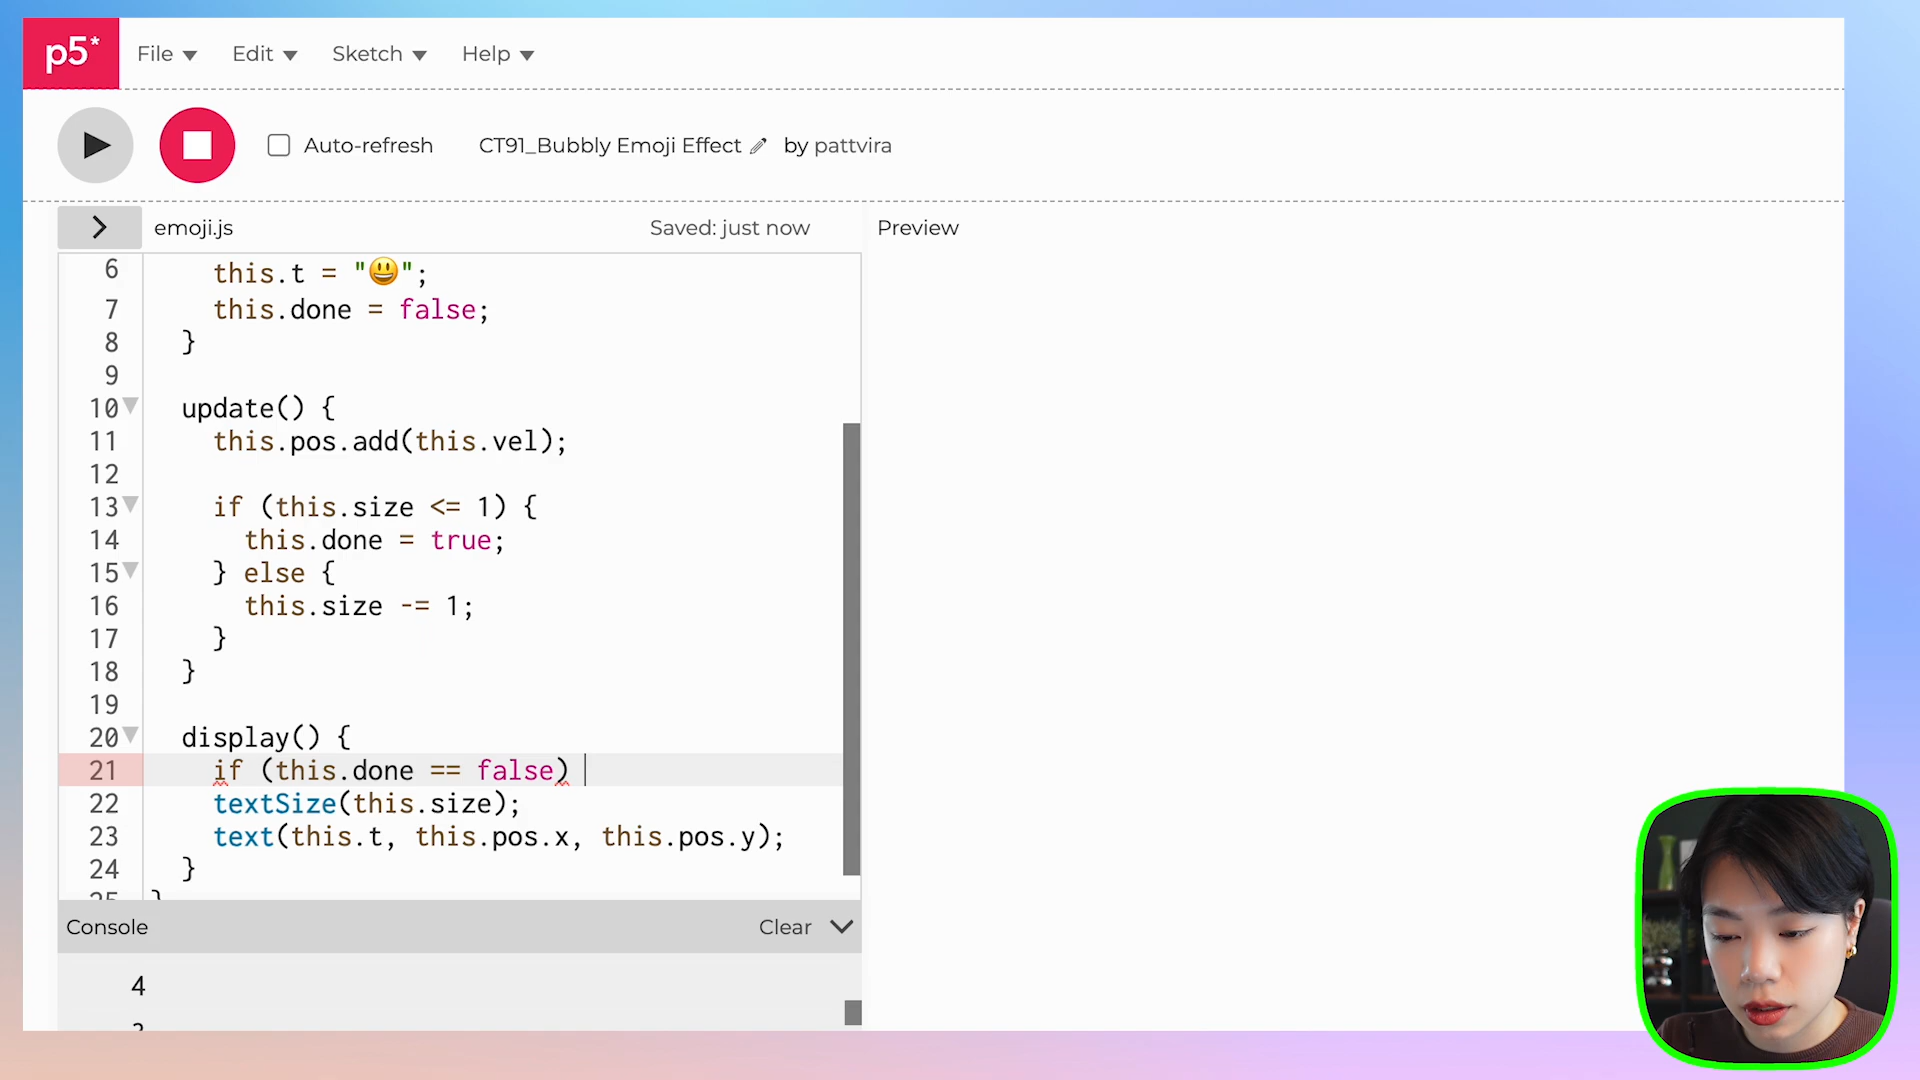 p5*
File Edit Sketch Help
Auto-refresh CT91_Bubbly Emoji Effect by pattvira
emoji.js Saved: just now Preview
6 this.t = "😃";
7 this.done = false;
8 }
9
10 update() {
11 this.pos.add(this.vel);
12
13 if (this.size <= 1) {
14 this.done = true;
15 } else {
16 this.size -= 1;
17 }
18 }
19
20 display() {
21 if (this.done == false)
22 textSize(this.size);
23 text(this.t, this.pos.x, this.pos.y);
24 }
Console Clear
4